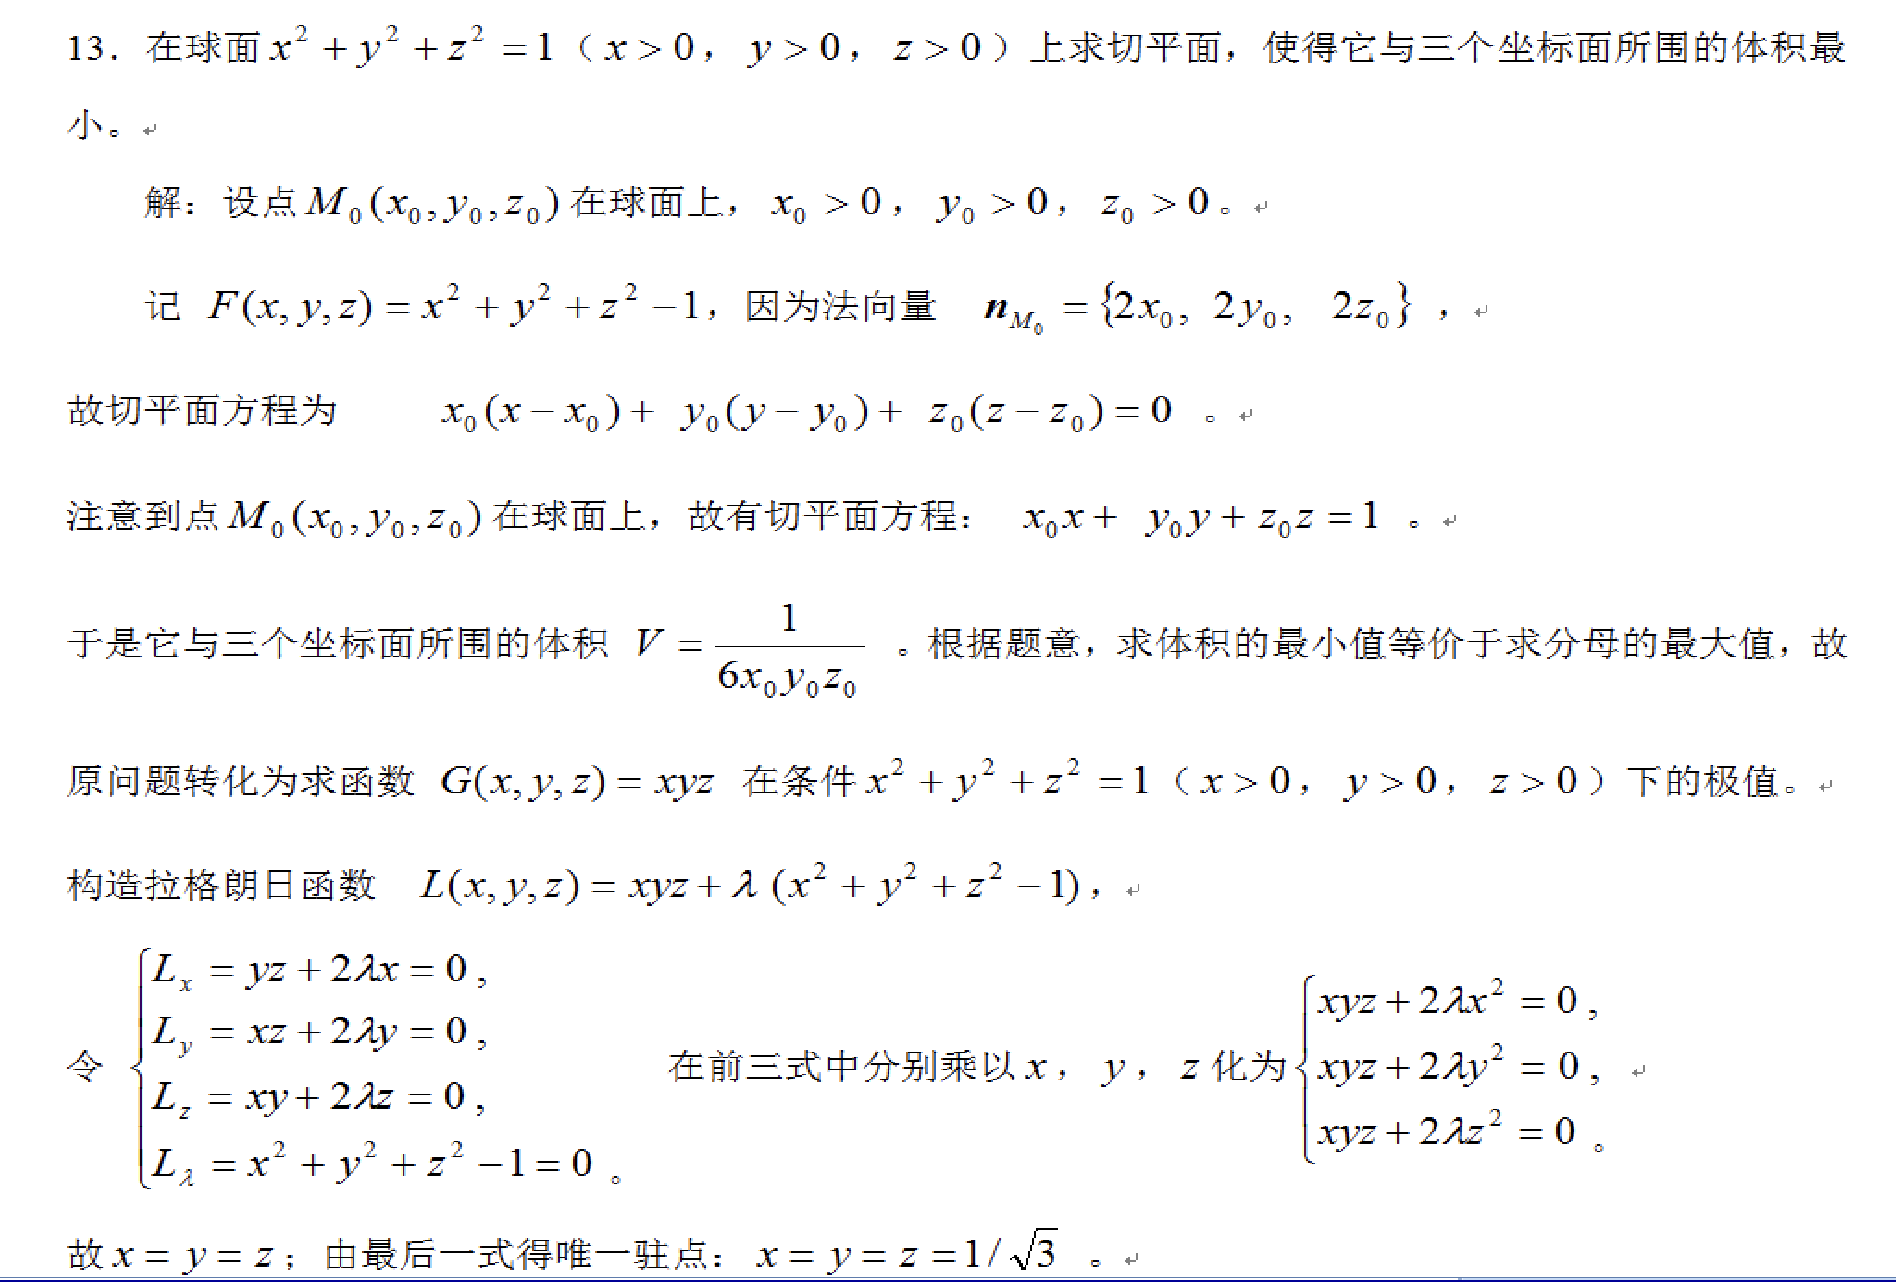 13．在球面 x² + y² + z² = 1（x > 0， y > 0， z > 0）上求切平面，使得它与三个坐标面所围的体积最
小。
解：设点 M₀(x₀, y₀, z₀) 在球面上， x₀ > 0， y₀ > 0， z₀ > 0。
记 F(x, y, z) = x² + y² + z² − 1，因为法向量 n_{M₀} = {2x₀, 2y₀, 2z₀}，
故切平面方程为 x₀(x − x₀) + y₀(y − y₀) + z₀(z − z₀) = 0 。
注意到点 M₀(x₀, y₀, z₀) 在球面上，故有切平面方程： x₀x + y₀y + z₀z = 1 。
于是它与三个坐标面所围的体积 V = 1/(6x₀y₀z₀) 。根据题意，求体积的最小值等价于求分母的最大值，故
原问题转化为求函数 G(x, y, z) = xyz 在条件 x² + y² + z² = 1（x > 0， y > 0， z > 0）下的极值。
构造拉格朗日函数 L(x, y, z) = xyz + λ (x² + y² + z² − 1)，
令 { L_x = yz + 2λx = 0，
L_y = xz + 2λy = 0，
L_z = xy + 2λz = 0，
L_λ = x² + y² + z² − 1 = 0 。
在前三式中分别乘以 x， y， z 化为 { xyz + 2λx² = 0，
xyz + 2λy² = 0，
xyz + 2λz² = 0 。
故 x = y = z；由最后一式得唯一驻点： x = y = z = 1/√3 。